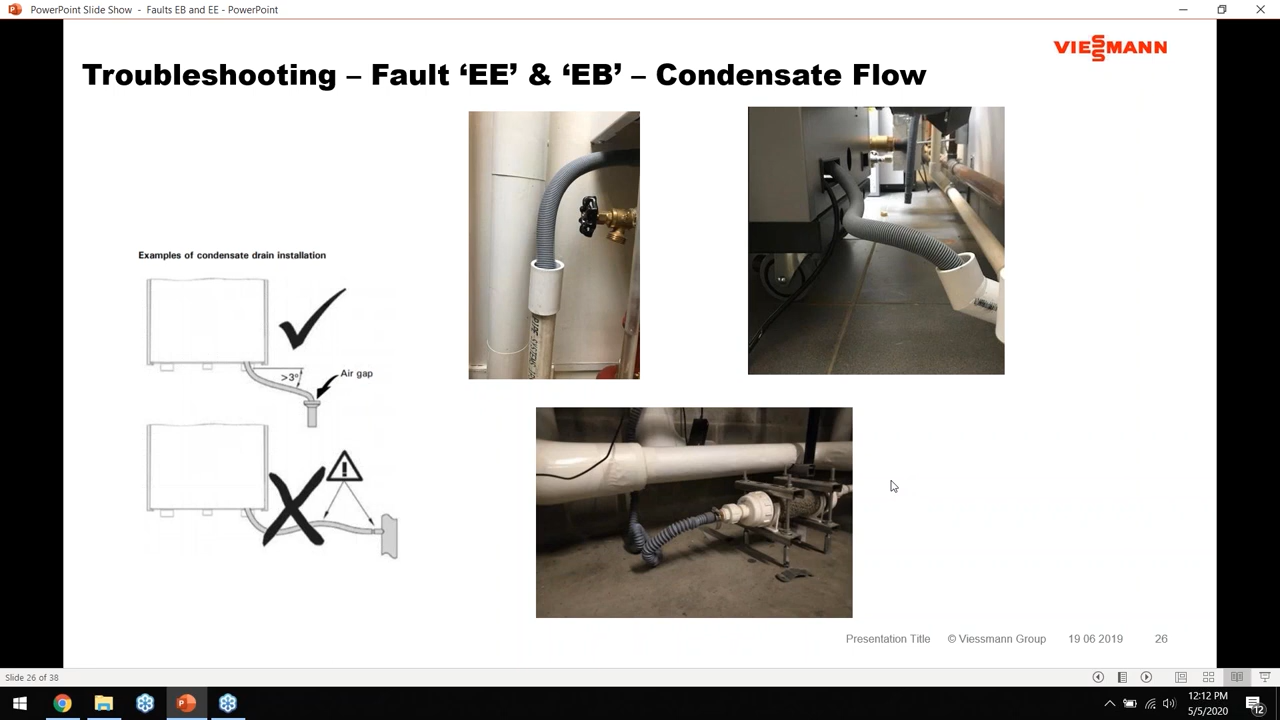 PowerPoint Slide Show - Faults EB and EE - PowerPoint
VIESSMANN
Troubleshooting – Fault ‘EE’ & ‘EB’ – Condensate Flow
Examples of condensate drain installation
>3°
Air gap
Presentation Title © Viessmann Group 19 06 2019 26
Slide 26 of 38
12:12 PM
5/5/2020
12